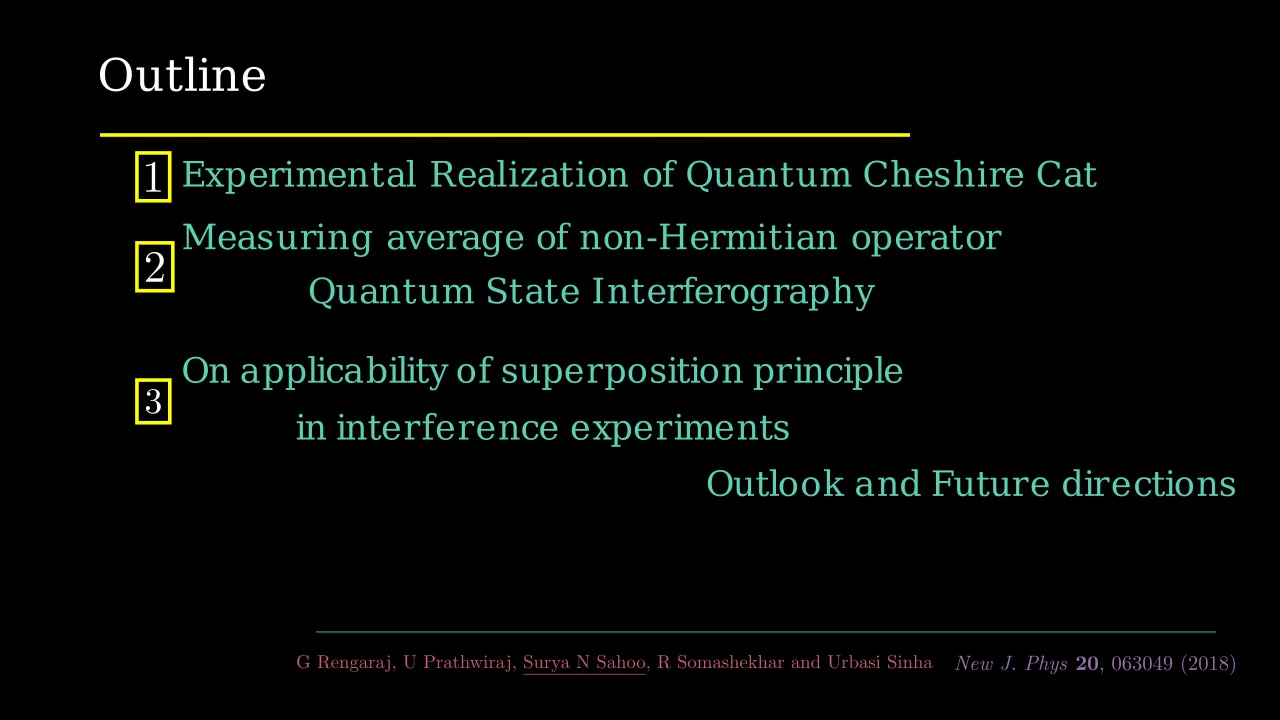 Outline
1 Experimental Realization of Quantum Cheshire Cat
2 Measuring average of non-Hermitian operator
Quantum State Interferography
3 On applicability of superposition principle
in interference experiments
Outlook and Future directions
G Rengaraj, U Prathwiraj, Surya N Sahoo, R Somashekhar and Urbasi Sinha New J. Phys 20, 063049 (2018)